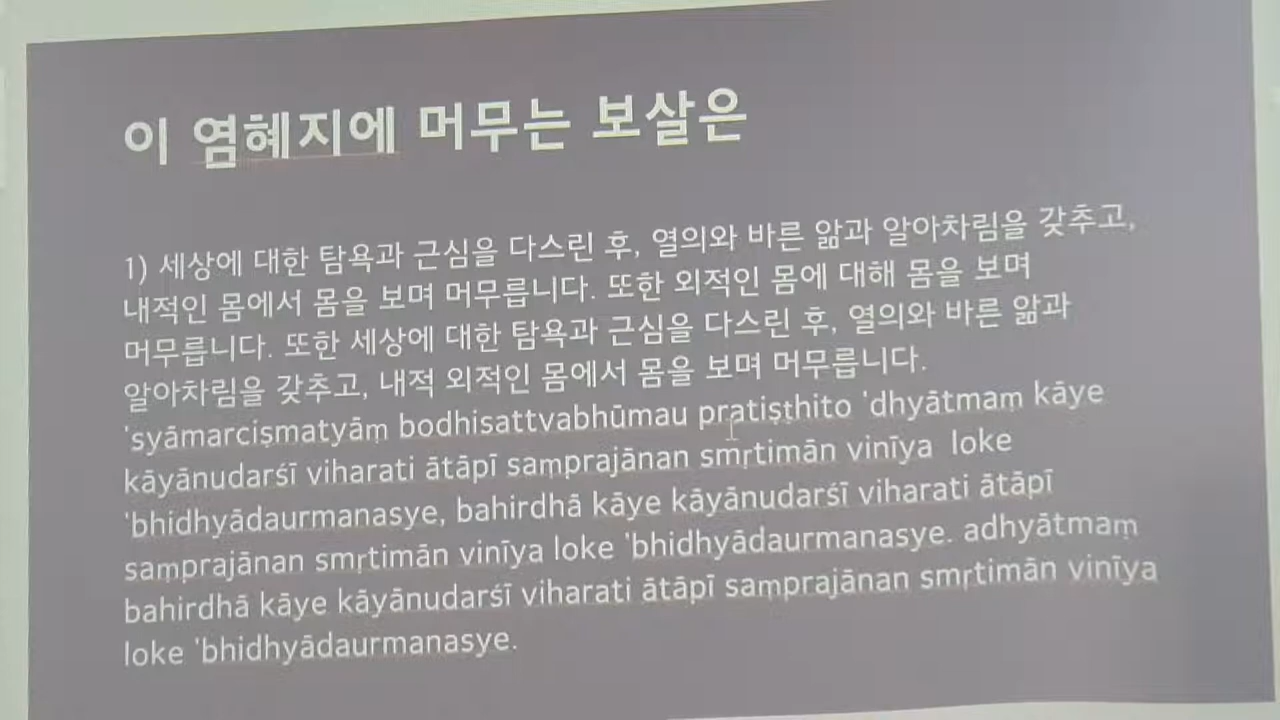 이 염혜지에 머무는 보살은
1) 세상에 대한 탐욕과 근심을 다스린 후, 열의와 바른 앎과 알아차림을 갖추고,
내적인 몸에서 몸을 보며 머무릅니다. 또한 외적인 몸에 대해 몸을 보며
머무릅니다. 또한 세상에 대한 탐욕과 근심을 다스린 후, 열의와 바른 앎과
알아차림을 갖추고, 내적 외적인 몸에서 몸을 보며 머무릅니다.
'syāmarciṣmatyāṃ bodhisattvabhūmau pratiṣṭhito 'dhyātmaṃ kāye
kāyānudarśī viharati ātāpī saṃprajānan smṛtimān vinīya loke
'bhidhyādaurmanasye, bahirdhā kāye kāyānudarśī viharati ātāpī
saṃprajānan smṛtimān vinīya loke 'bhidhyādaurmanasye. adhyātmaṃ
bahirdhā kāye kāyānudarśī viharati ātāpī saṃprajānan smṛtimān vinīya
loke 'bhidhyādaurmanasye.